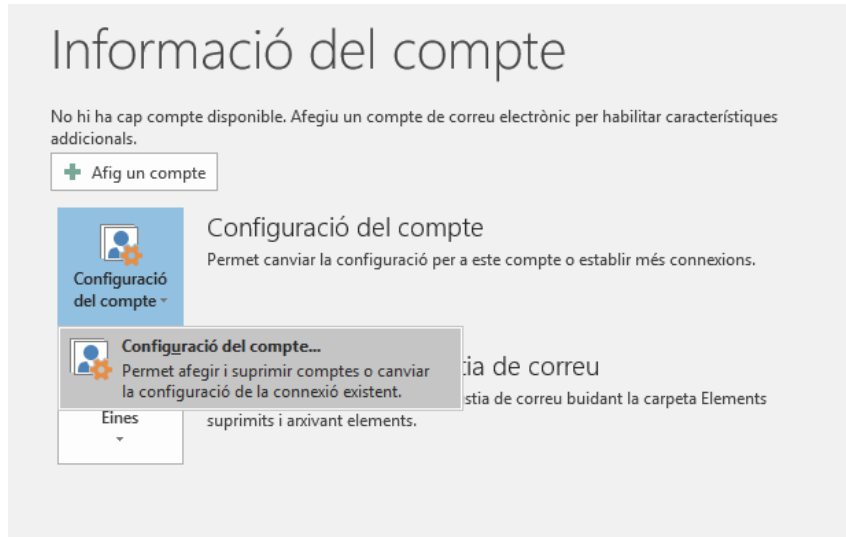 Informació del compte
No hi ha cap compte disponible. Afegiu un compte de correu electrònic per habilitar característiques
addicionals.
Afig un compte
Configuració
del compte
Configuració del compte
Permet canviar la configuració per a este compte o establir més connexions.
Configuració del compte...
Permet afegir i suprimir comptes o canviar
la configuració de la connexió existent.
Eines
tia de correu
stia de correu buidant la carpeta Elements
suprimits i arxivant elements.